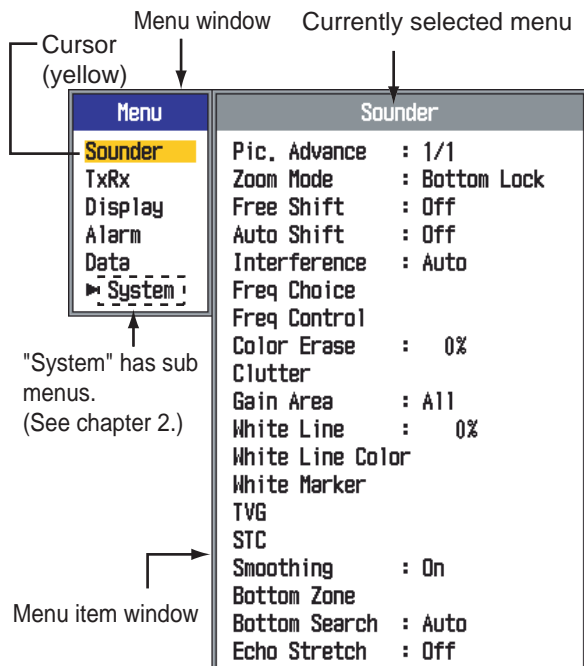 Menu window
Currently selected menu
Cursor
(yellow)
Menu
Sounder
TxRx
Display
Alarm
Data
System
"System" has sub
menus.
(See chapter 2.)
Menu item window
Sounder
Pic. Advance : 1/1
Zoom Mode : Bottom Lock
Free Shift : Off
Auto Shift : Off
Interference : Auto
Freq Choice
Freq Control
Color Erase : 0%
Clutter
Gain Area : All
White Line : 0%
White Line Color
White Marker
TVG
STC
Smoothing : On
Bottom Zone
Bottom Search : Auto
Echo Stretch : Off